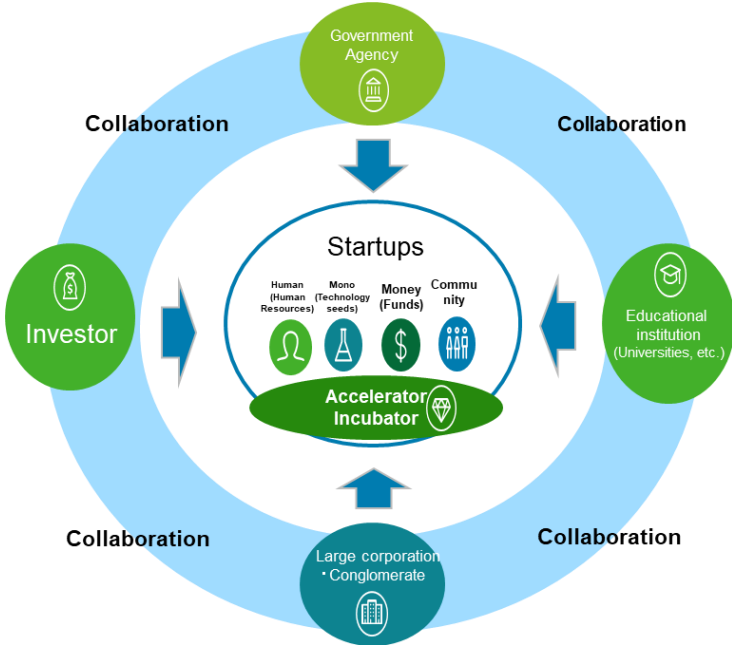 Government
Agency
Collaboration
Collaboration
Startups
Human
(Human
Resources)
Mono
(Technology
seeds)
Money
(Funds)
Commu
nity
$
Investor
$
Educational
institution
(Universities, etc.)
Accelerator
Incubator
Collaboration
Collaboration
Large corporation
・Conglomerate